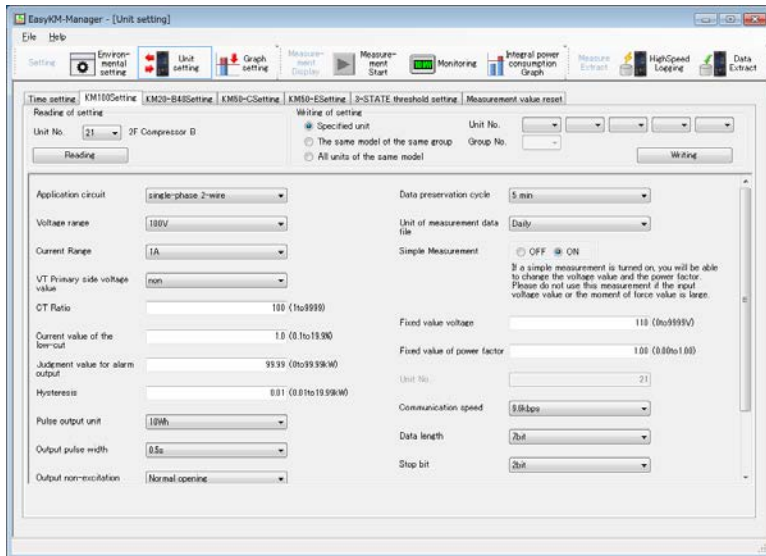 EasyKM-Manager - [Unit setting]
File Help
Setting
Environ-
mental
setting
Unit
setting
Graph
setting
Measure-
ment
Display
Measure-
ment
Start
Monitoring
Integral power
consumption
Graph
Measure
Extract
HighSpeed
Logging
Data
Extract
Time setting KM100Setting KM20-B40Setting KM50-CSetting KM50-ESetting 3-STATE threshold setting Measurement value reset
Reading of setting
Unit No. 21 2F Compressor B
Reading
Writing of setting
Specified unit
The same model of the same group
All units of the same model
Unit No.
Group No.
Writing
Application circuit single-phase 2-wire
Voltage range 100V
Current Range 1A
VT Primary side voltage
value
non
CT Ratio 100 (1to9999)
Current value of the
low-cut
1.0 (0.1to19.9%)
Judgment value for alarm
output
99.99 (0to99.99kW)
Hysteresis 0.01 (0.01to19.99kW)
Pulse output unit 10Wh
Output pulse width 0.5s
Output non-excitation Normal opening
Data preservation cycle 5 min
Unit of measurement data
file
Daily
Simple Measurement OFF ON
If a simple measurement is turned on, you will be able
to change the voltage value and the power factor.
Please do not use this measurement if the input
voltage value or the moment of force value is large.
Fixed value voltage 110 (0to9999V)
Fixed value of power factor 1.00 (0.00to1.00)
Unit No. 21
Communication speed 9.6kbps
Data length 7bit
Stop bit 2bit